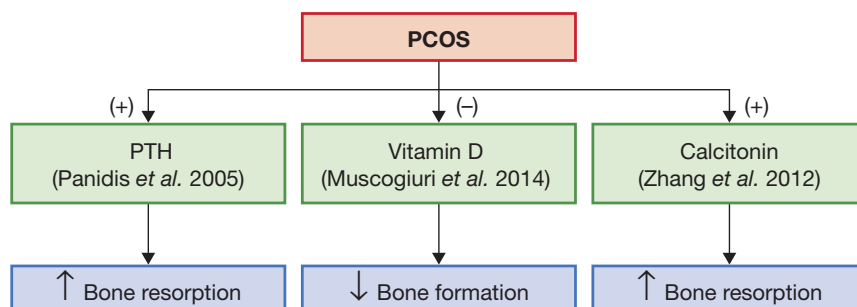 PCOS
(+)
(−)
(+)
PTH
(Panidis et al. 2005)
Vitamin D
(Muscogiuri et al. 2014)
Calcitonin
(Zhang et al. 2012)
↑ Bone resorption
↓ Bone formation
↑ Bone resorption